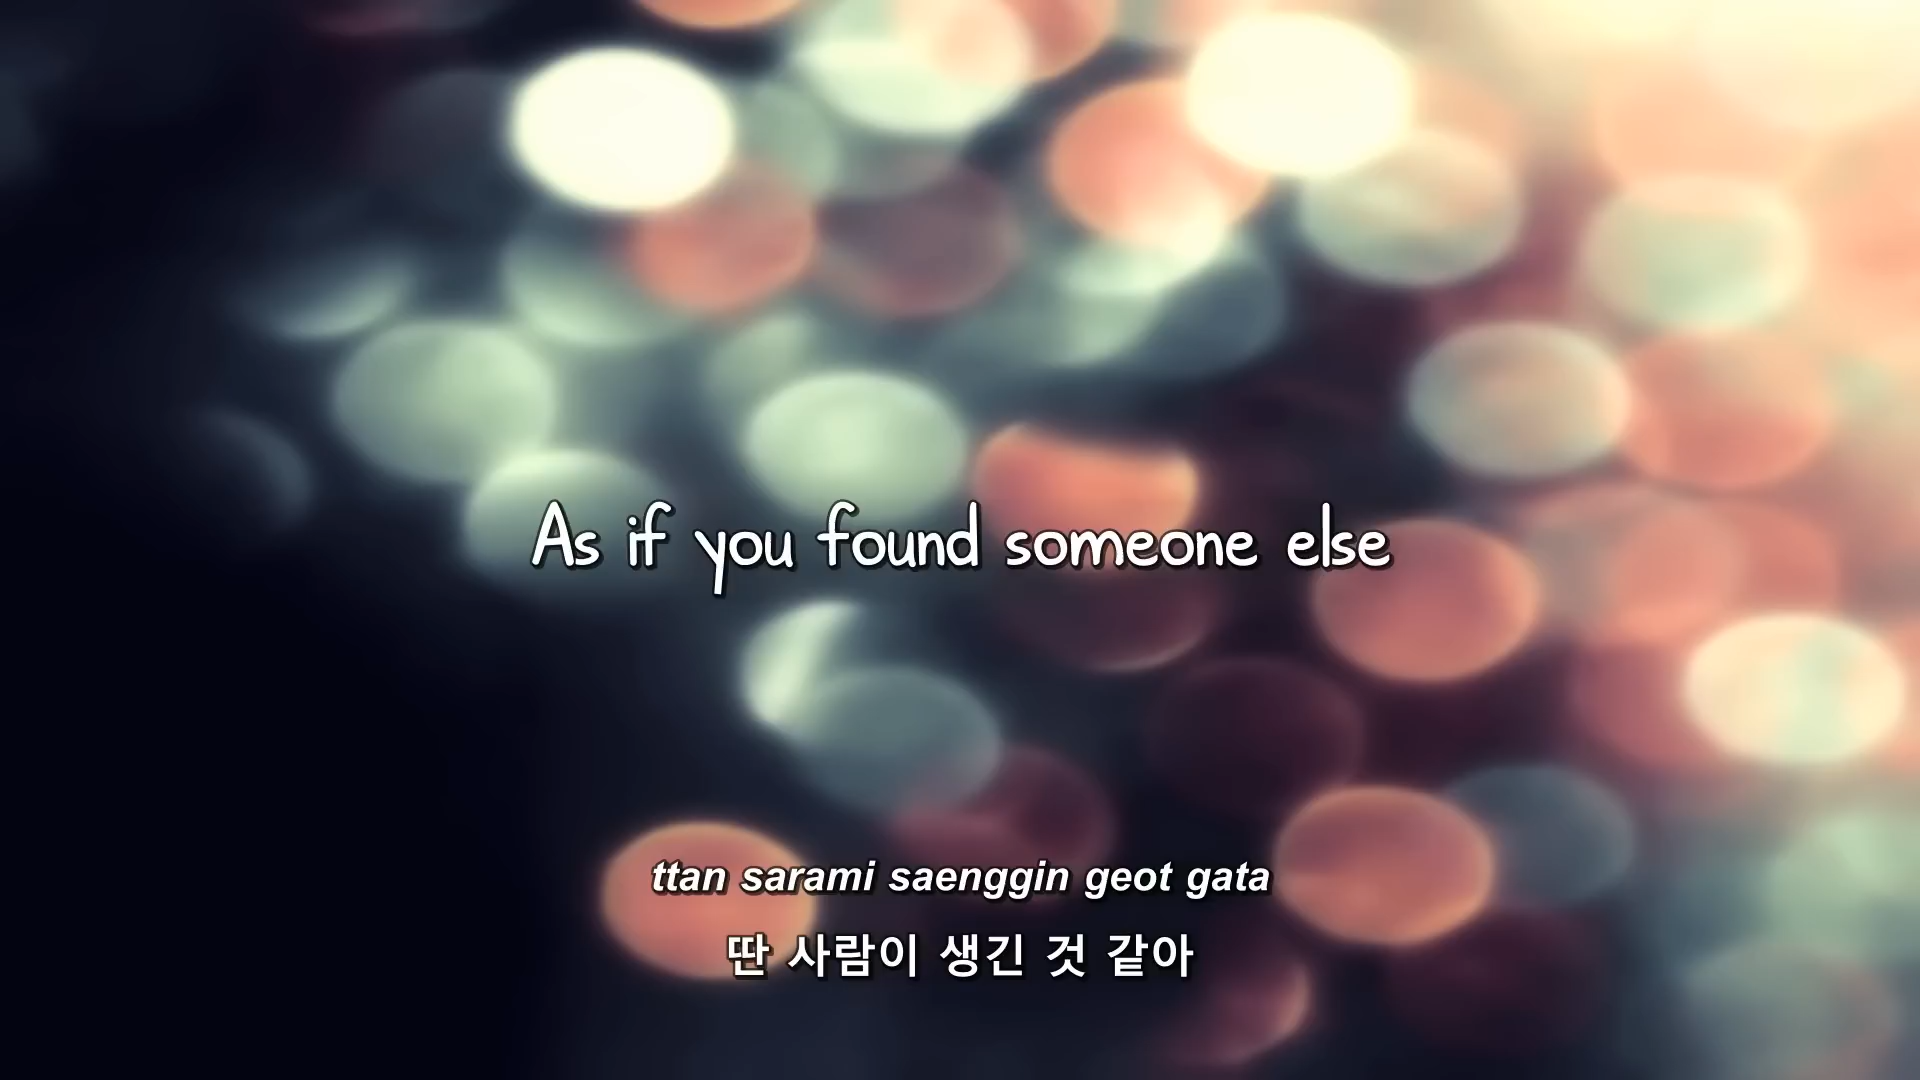 As if you found someone else
ttan sarami saenggin geot gata
딴 사람이 생긴 것 같아